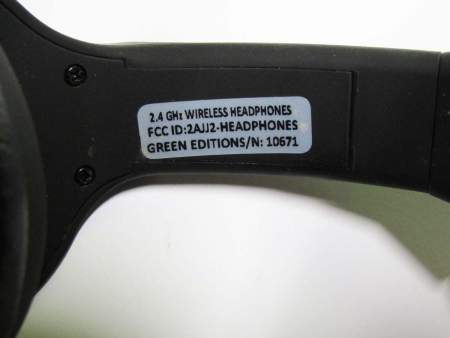 2.4 GHz WIRELESS HEADPHONES
FCC ID:2AJJ2-HEADPHONES
GREEN EDITIONS/N: 10671